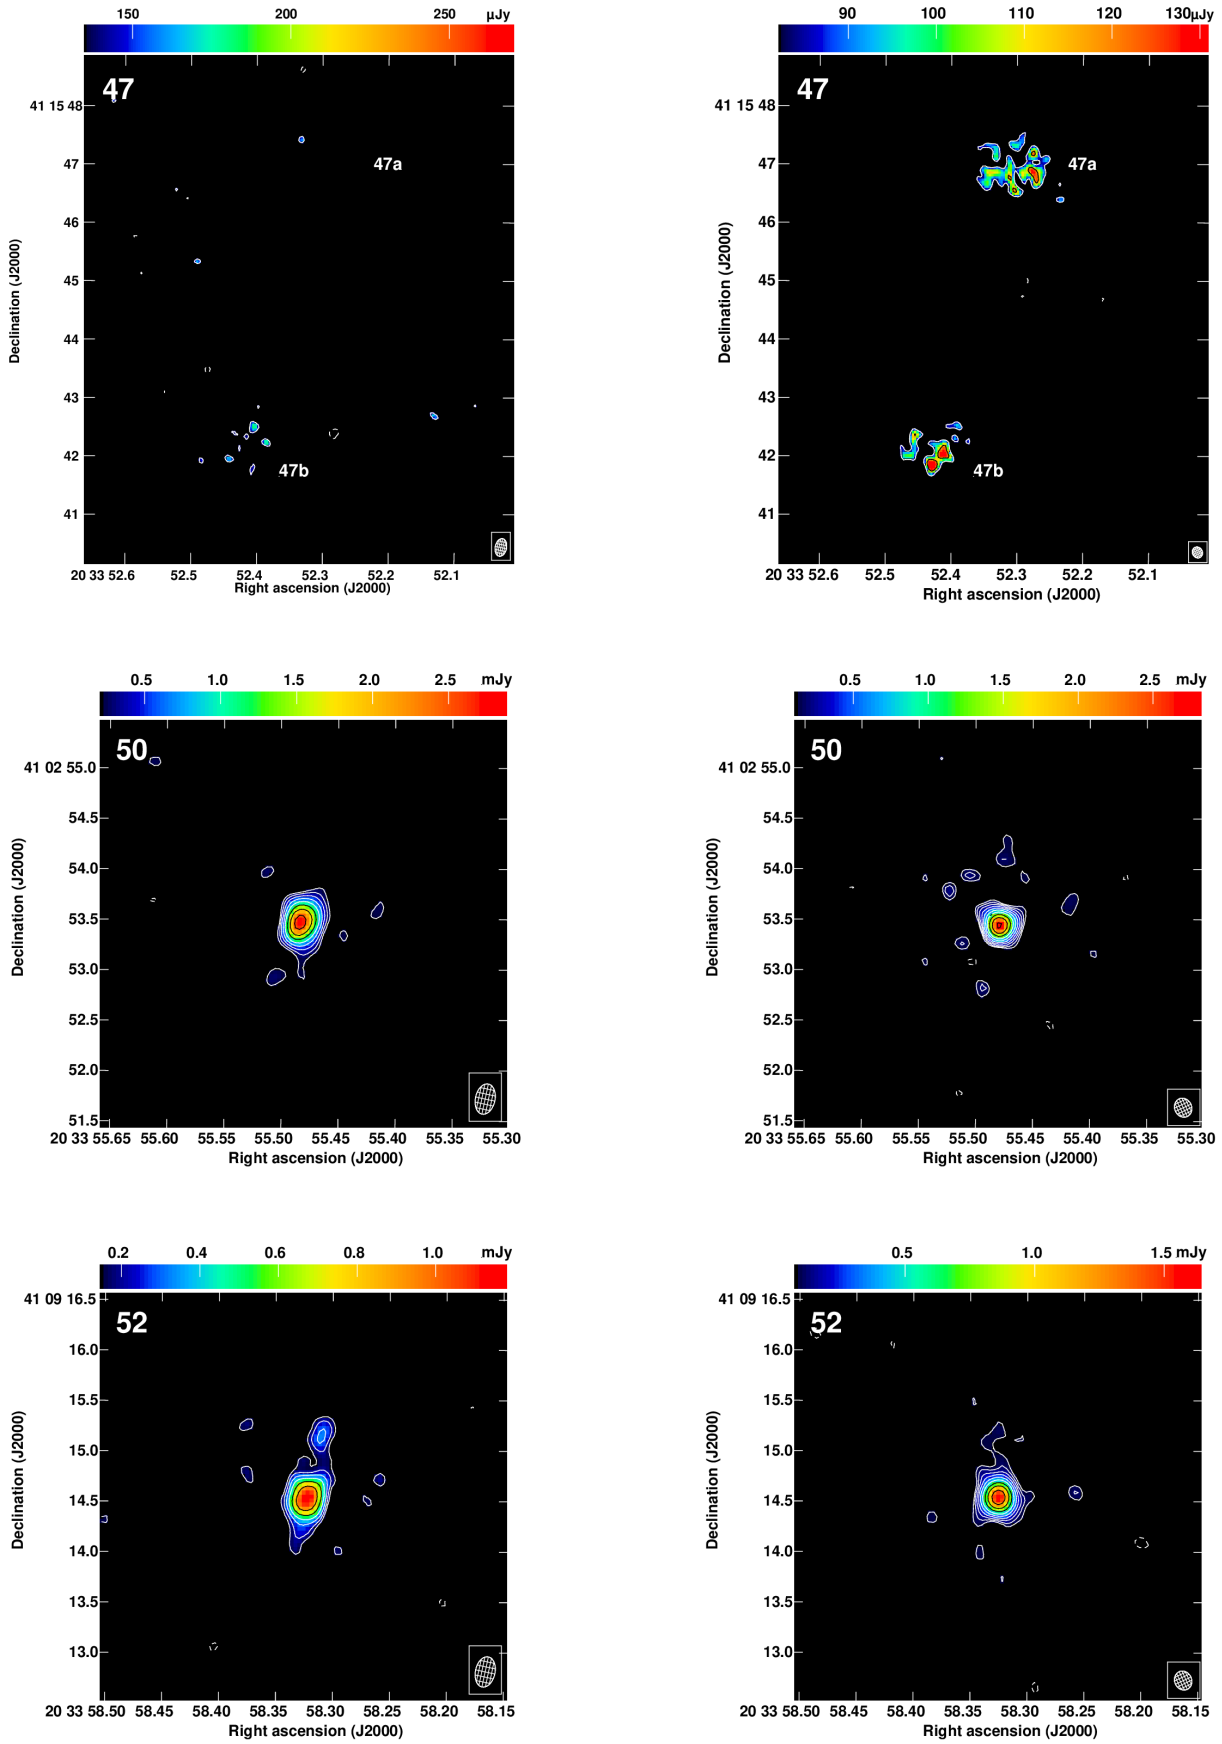 150 200 250 µJy
47
41 15 48
47
46
45
44
43
42
41
47a
47b
Declination (J2000)
20 33 52.6 52.5 52.4 52.3 52.2 52.1
Right ascension (J2000)
90 100 110 120 130µJy
47
41 15 48
47
46
45
44
43
42
41
47a
47b
Declination (J2000)
20 33 52.6 52.5 52.4 52.3 52.2 52.1
Right ascension (J2000)
0.5 1.0 1.5 2.0 2.5 mJy
50
41 02 55.0
54.5
54.0
53.5
53.0
52.5
52.0
51.5
Declination (J2000)
20 33 55.65 55.60 55.55 55.50 55.45 55.40 55.35 55.30
Right ascension (J2000)
0.5 1.0 1.5 2.0 2.5 mJy
50
41 02 55.0
54.5
54.0
53.5
53.0
52.5
52.0
51.5
Declination (J2000)
20 33 55.65 55.60 55.55 55.50 55.45 55.40 55.35 55.30
Right ascension (J2000)
0.2 0.4 0.6 0.8 1.0 mJy
52
41 09 16.5
16.0
15.5
15.0
14.5
14.0
13.5
13.0
Declination (J2000)
20 33 58.50 58.45 58.40 58.35 58.30 58.25 58.20 58.15
Right ascension (J2000)
0.5 1.0 1.5 mJy
52
41 09 16.5
16.0
15.5
15.0
14.5
14.0
13.5
13.0
Declination (J2000)
20 33 58.50 58.45 58.40 58.35 58.30 58.25 58.20 58.15
Right ascension (J2000)